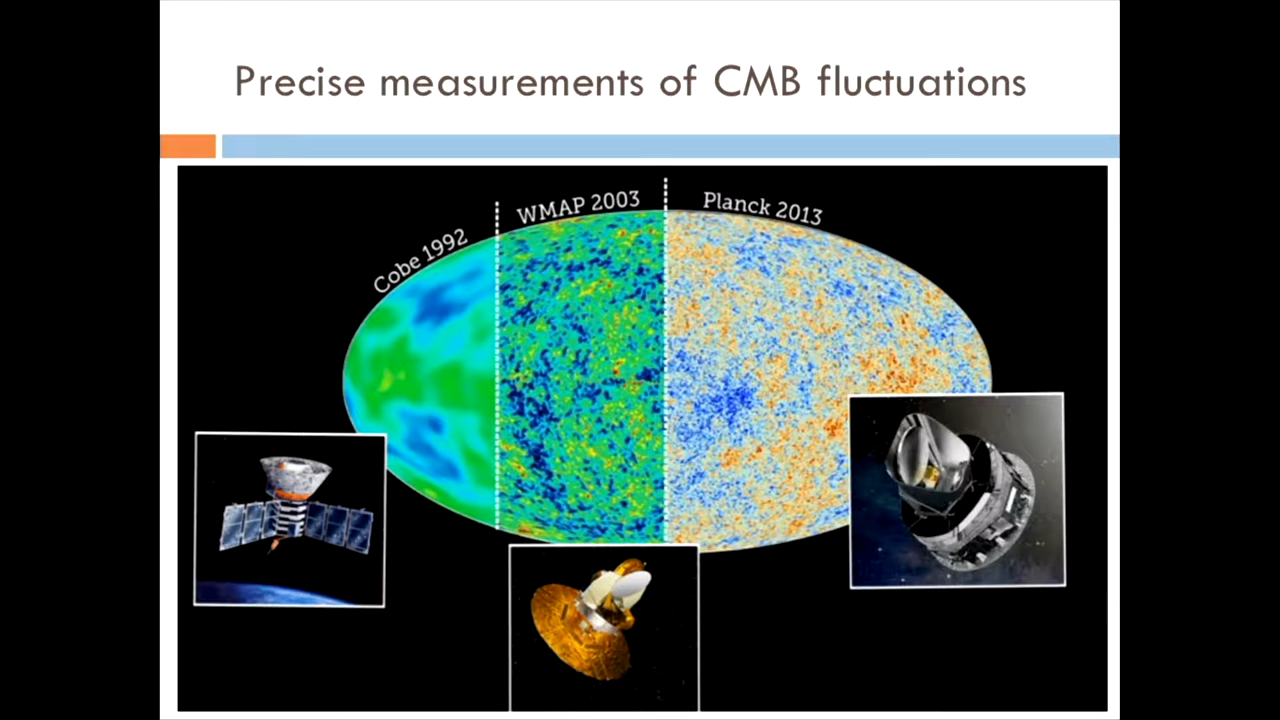 Precise measurements of CMB fluctuations
Cobe 1992
WMAP 2003
Planck 2013